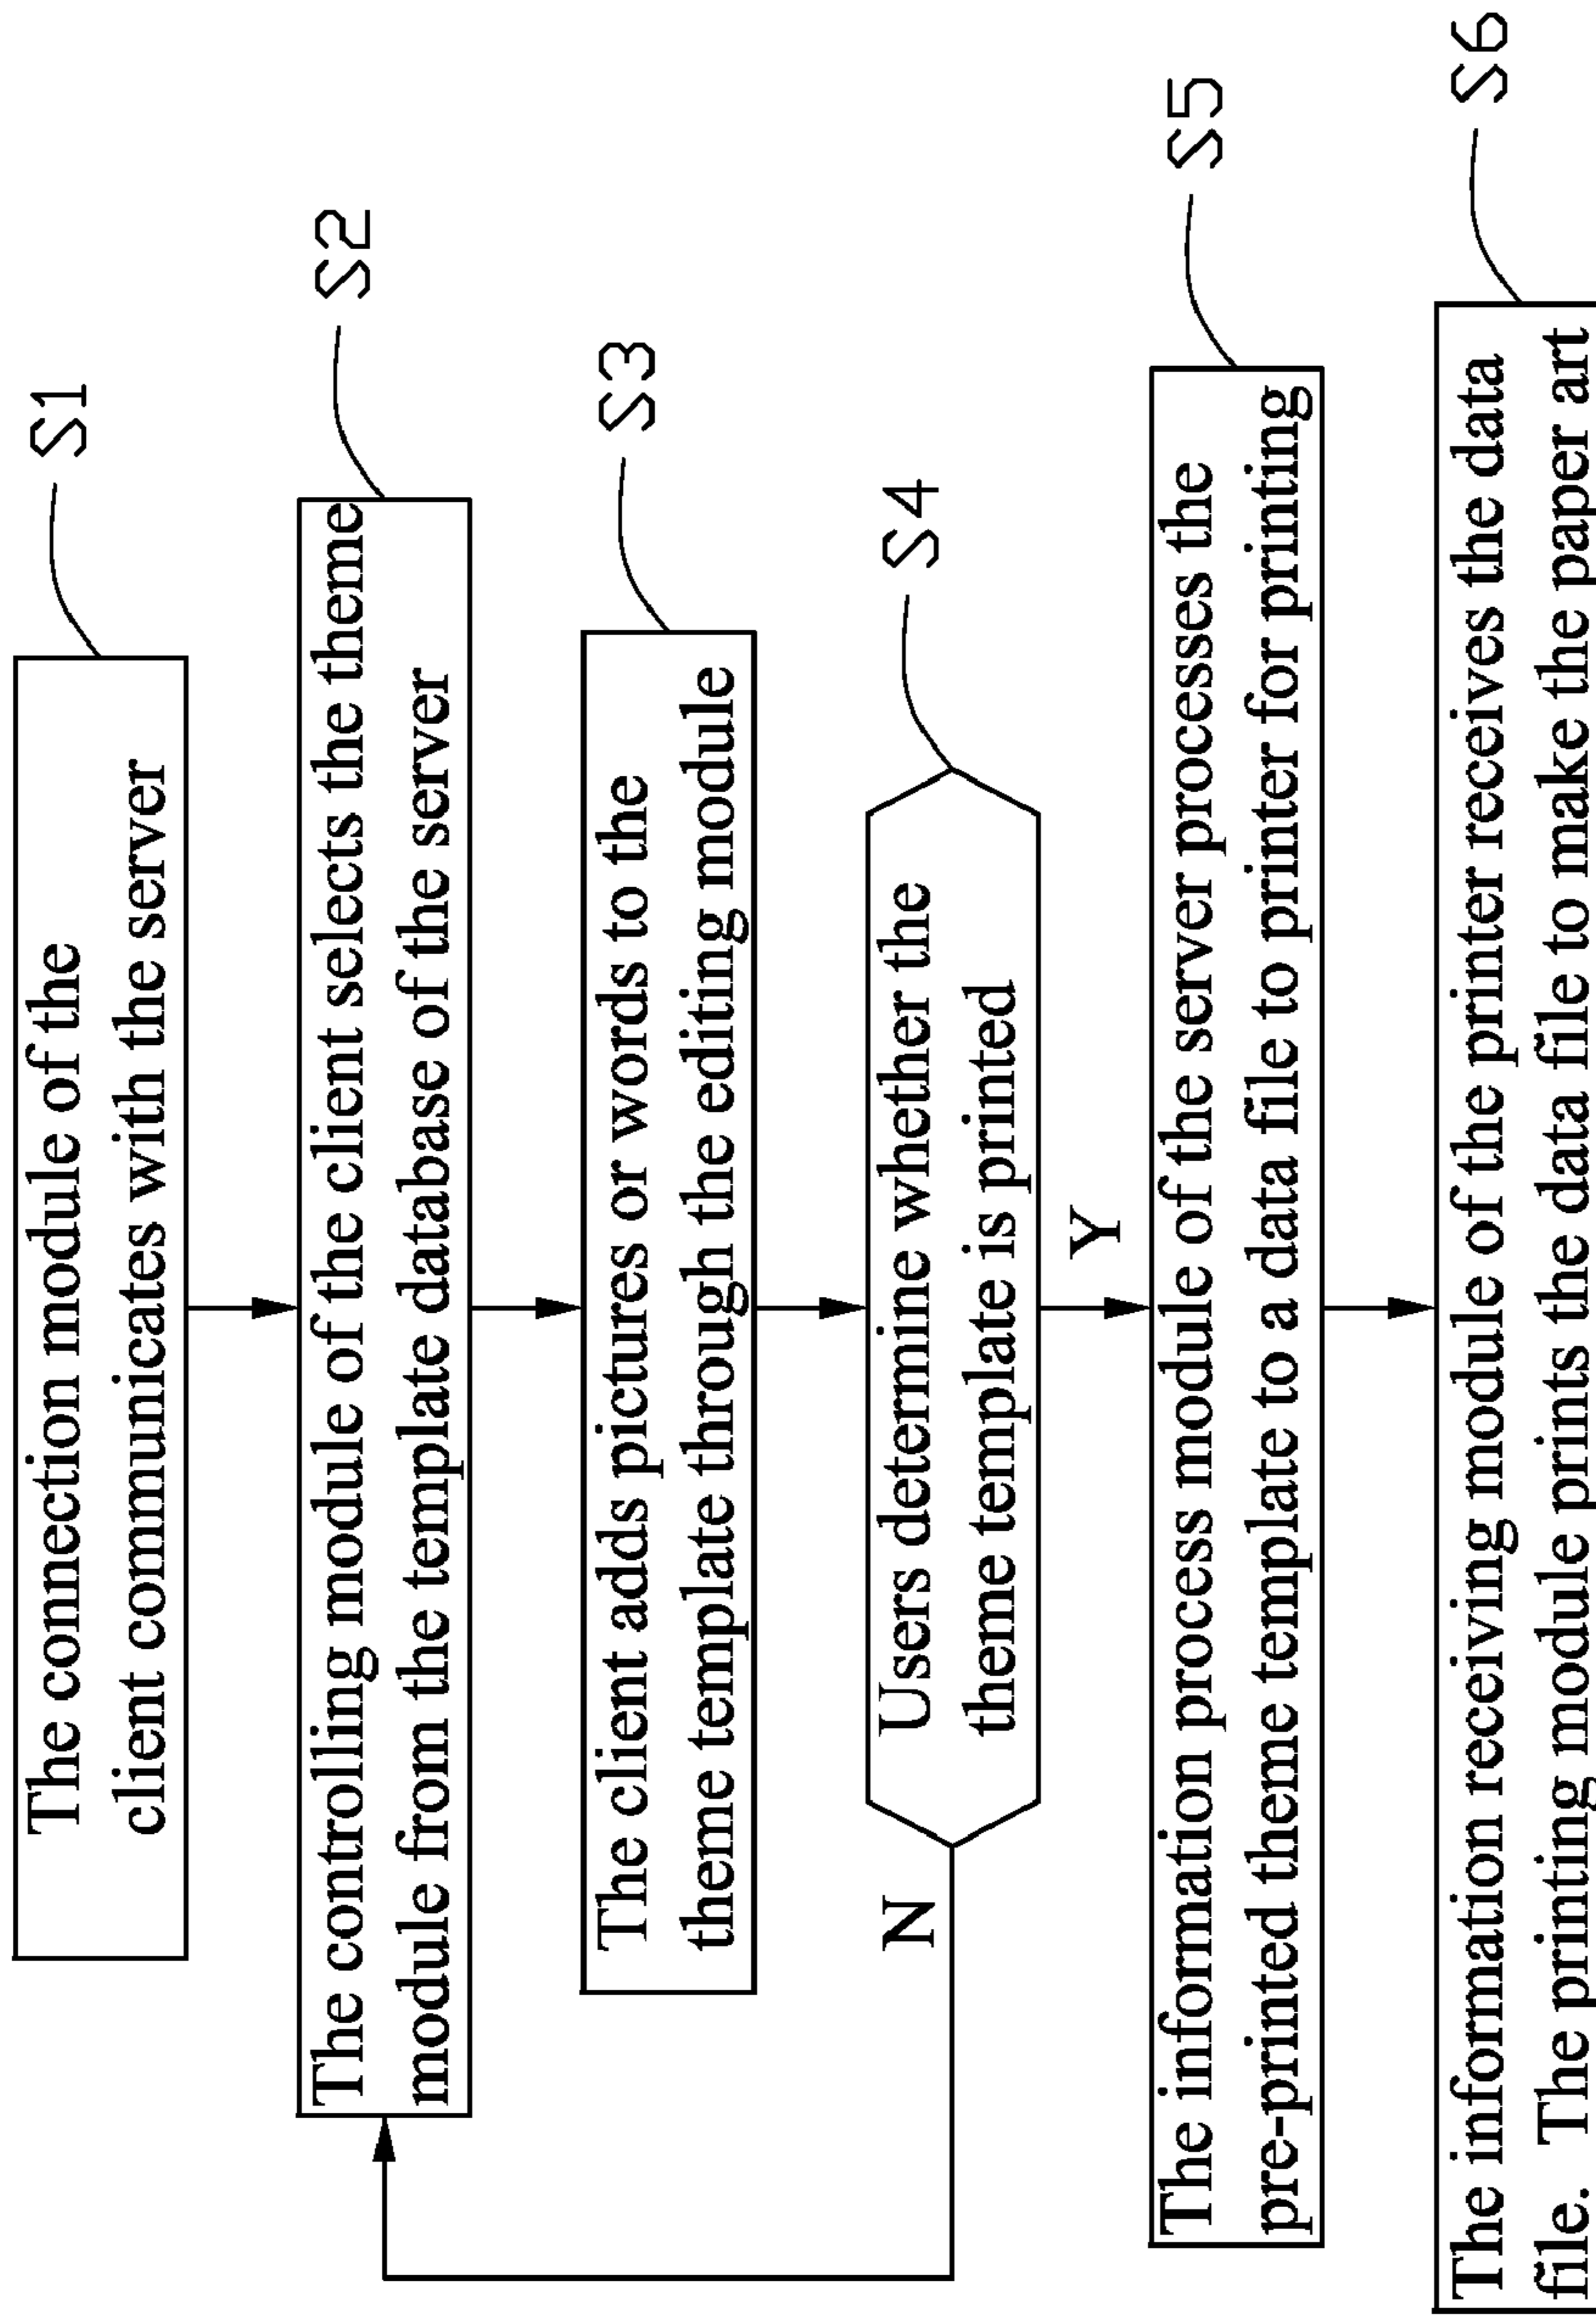 The connection module of the
client communicates with the server
S1
The controlling module of the client selects the theme
module from the template database of the server
S2
The client adds pictures or words to the
theme template through the editing module
S3
Users determine whether the
theme template is printed
S4
N
Y
The information process module of the server processes the
pre-printed theme template to a data file to printer for printing
S5
The information receiving module of the printer receives the data
file. The printing module prints the data file to make the paper art
S6